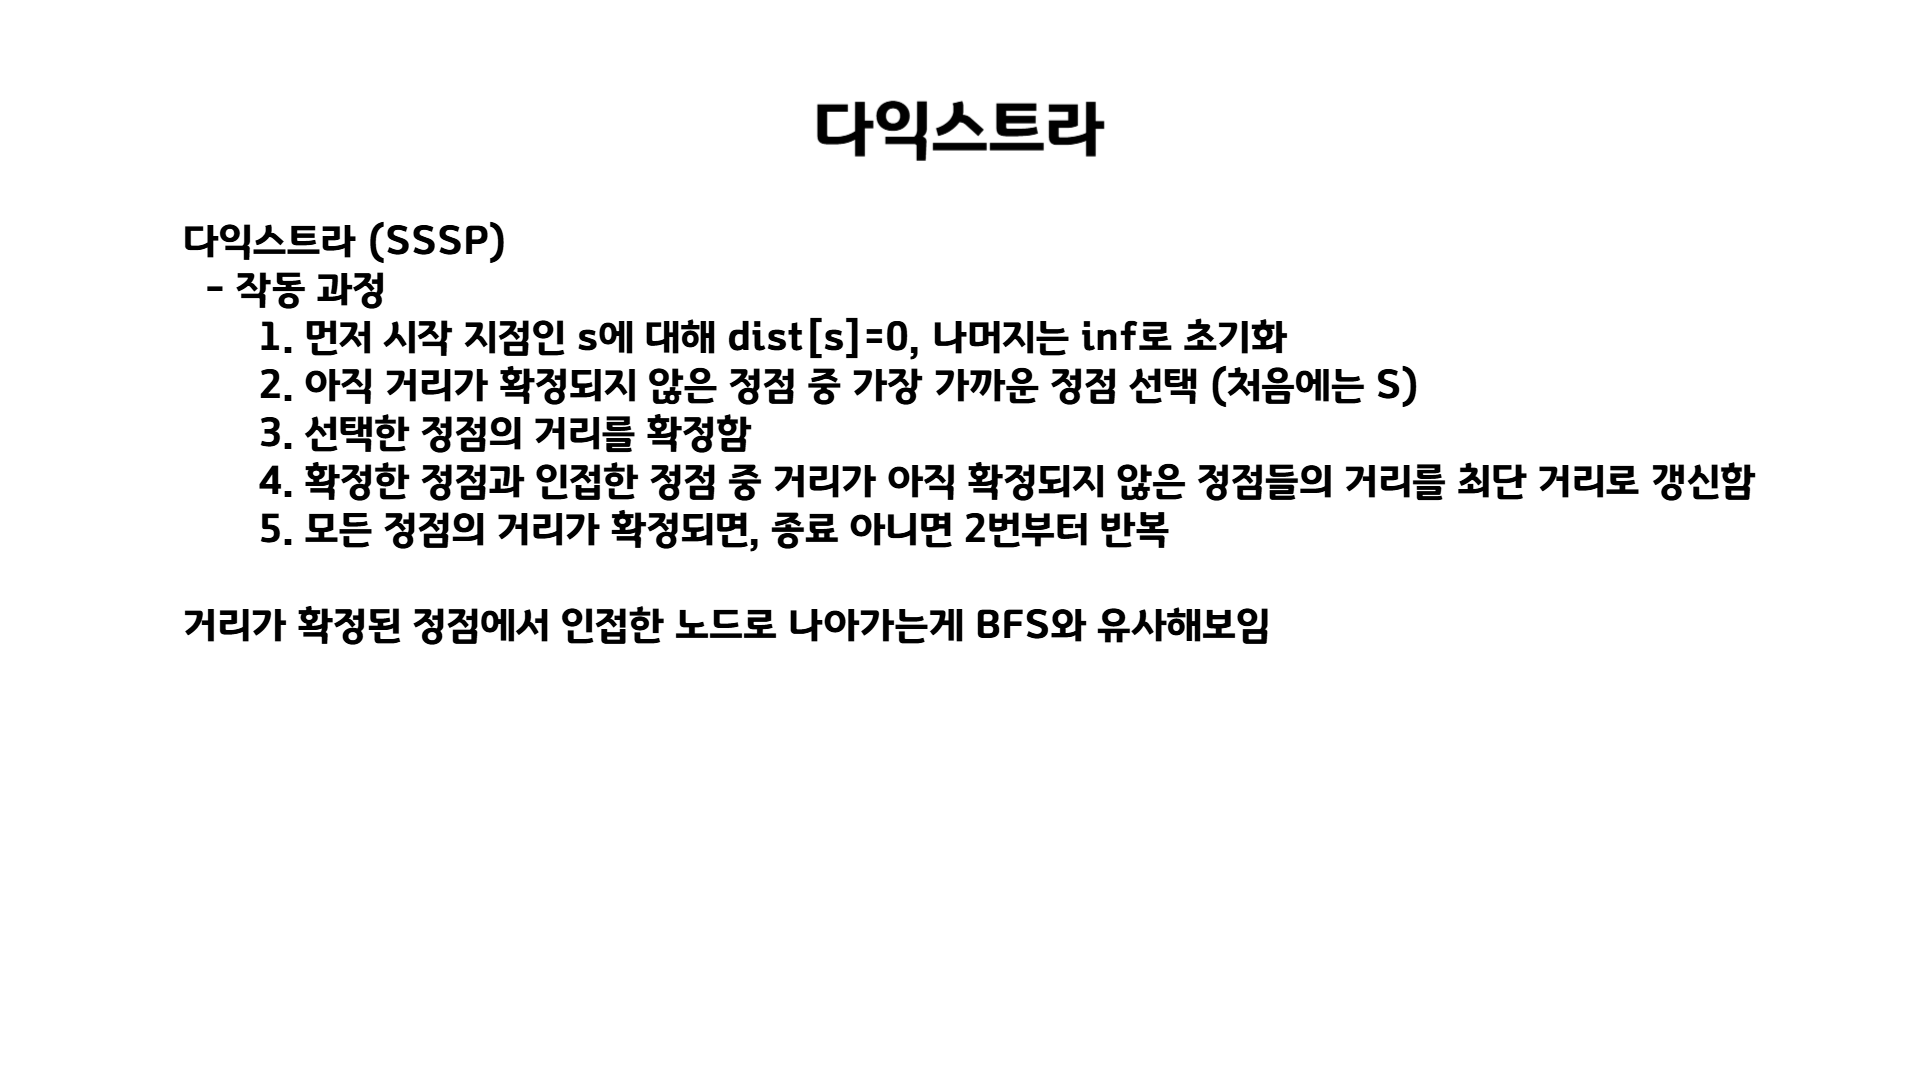 다익스트라
다익스트라 (SSSP)
- 작동 과정
1. 먼저 시작 지점인 s에 대해 dist[s]=0, 나머지는 inf로 초기화
2. 아직 거리가 확정되지 않은 정점 중 가장 가까운 정점 선택 (처음에는 S)
3. 선택한 정점의 거리를 확정함
4. 확정한 정점과 인접한 정점 중 거리가 아직 확정되지 않은 정점들의 거리를 최단 거리로 갱신함
5. 모든 정점의 거리가 확정되면, 종료 아니면 2번부터 반복
거리가 확정된 정점에서 인접한 노드로 나아가는게 BFS와 유사해보임